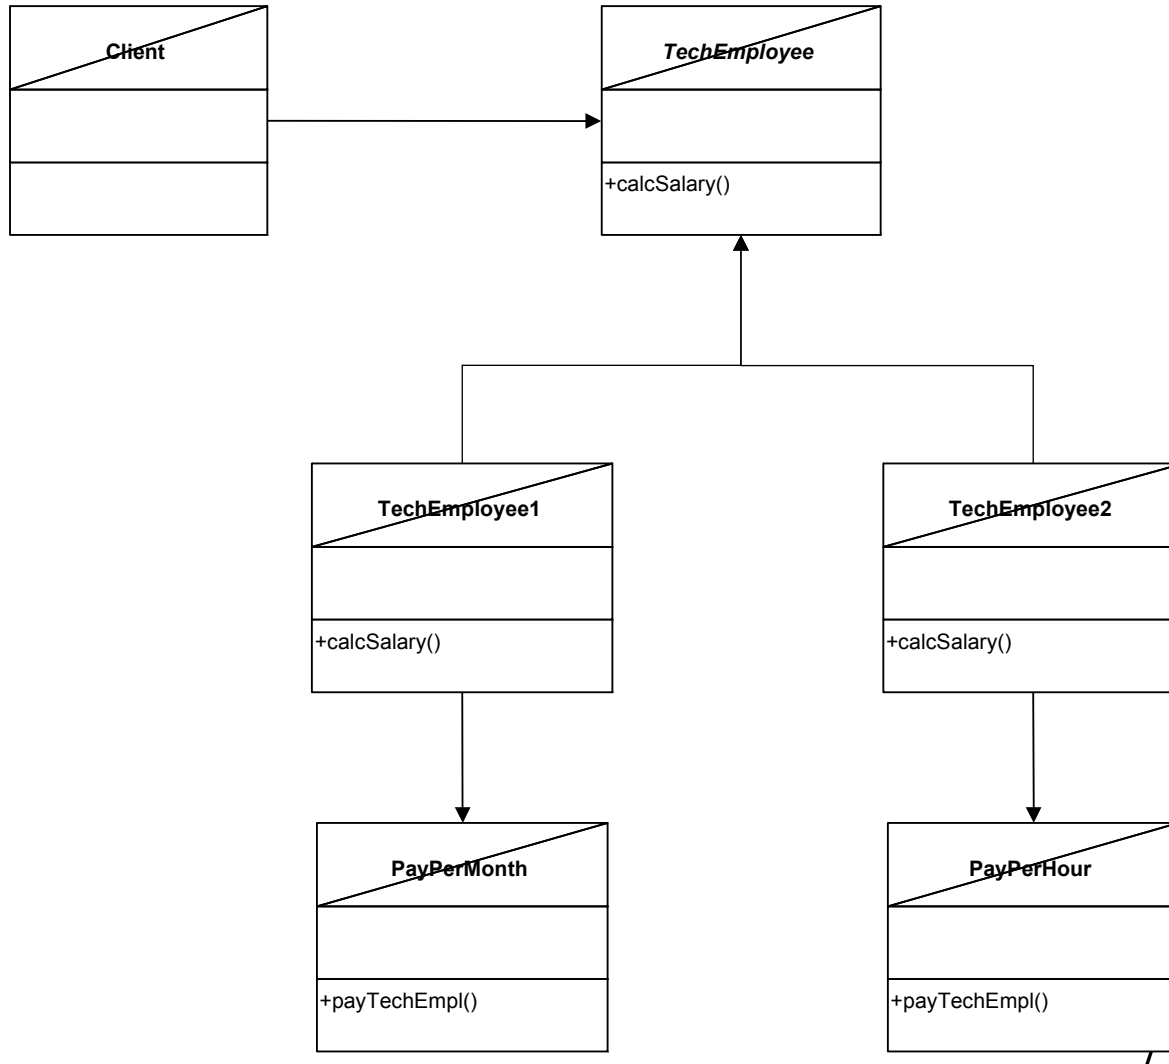 Client
TechEmployee
+calcSalary()
TechEmployee1
TechEmployee2
+calcSalary()
+calcSalary()
PayPerMonth
PayPerHour
+payTechEmpl()
+payTechEmpl()